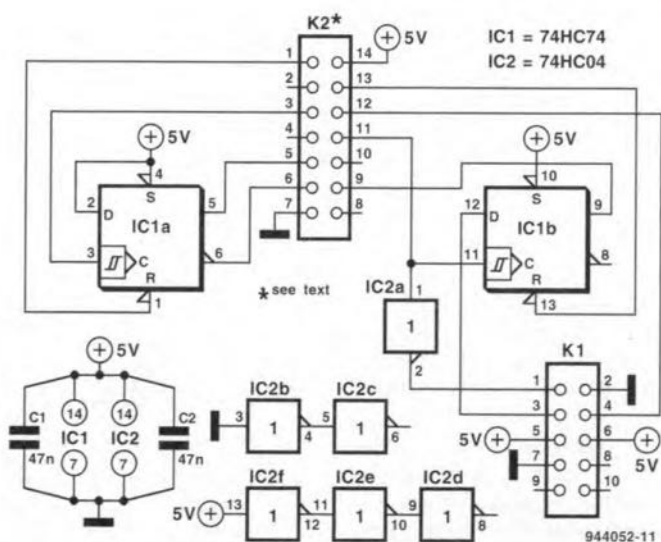 K2*
5V
IC1 = 74HC74
IC2 = 74HC04
1 14
2 13
3 12
4 11
5 10
6 9
7 8
5V
4
S
2 D 5
IC1a
3 C 6
R
1
5V
10
S
12 D 9
IC1b
11 C 8
R
13
* see text
IC2a
1
1
2
K1
1 2
3 4
5V 5 6 5V
7 8
9 10
5V
C1
47n
14 14
IC1 IC2
7 7
C2
47n
IC2b IC2c
3 1 4 5 1 6
IC2f IC2e IC2d
5V 13 1 12 11 1 10 9 1 8
944052-11